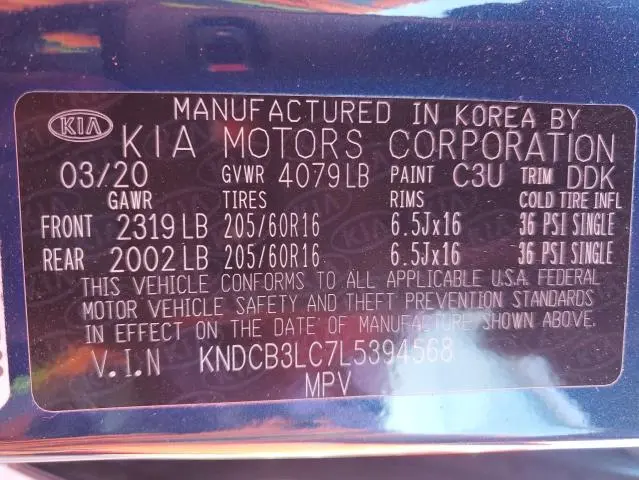 MANUFACTURED IN KOREA BY
KIA KIA MOTORS CORPORATION
03/20 GVWR 4079LB PAINT C3U TRIM DDK
GAWR TIRES RIMS COLD TIRE INFL
FRONT 2319LB 205/60R16 6.5Jx16 36 PSI SINGLE
REAR 2002LB 205/60R16 6.5Jx16 36 PSI SINGLE
THIS VEHICLE CONFORMS TO ALL APPLICABLE U.S.A. FEDERAL
MOTOR VEHICLE SAFETY AND THEFT PREVENTION STANDARDS
IN EFFECT ON THE DATE OF MANUFACTURE SHOWN ABOVE.
V.I.N KNDCB3LC7L5394568
MPV